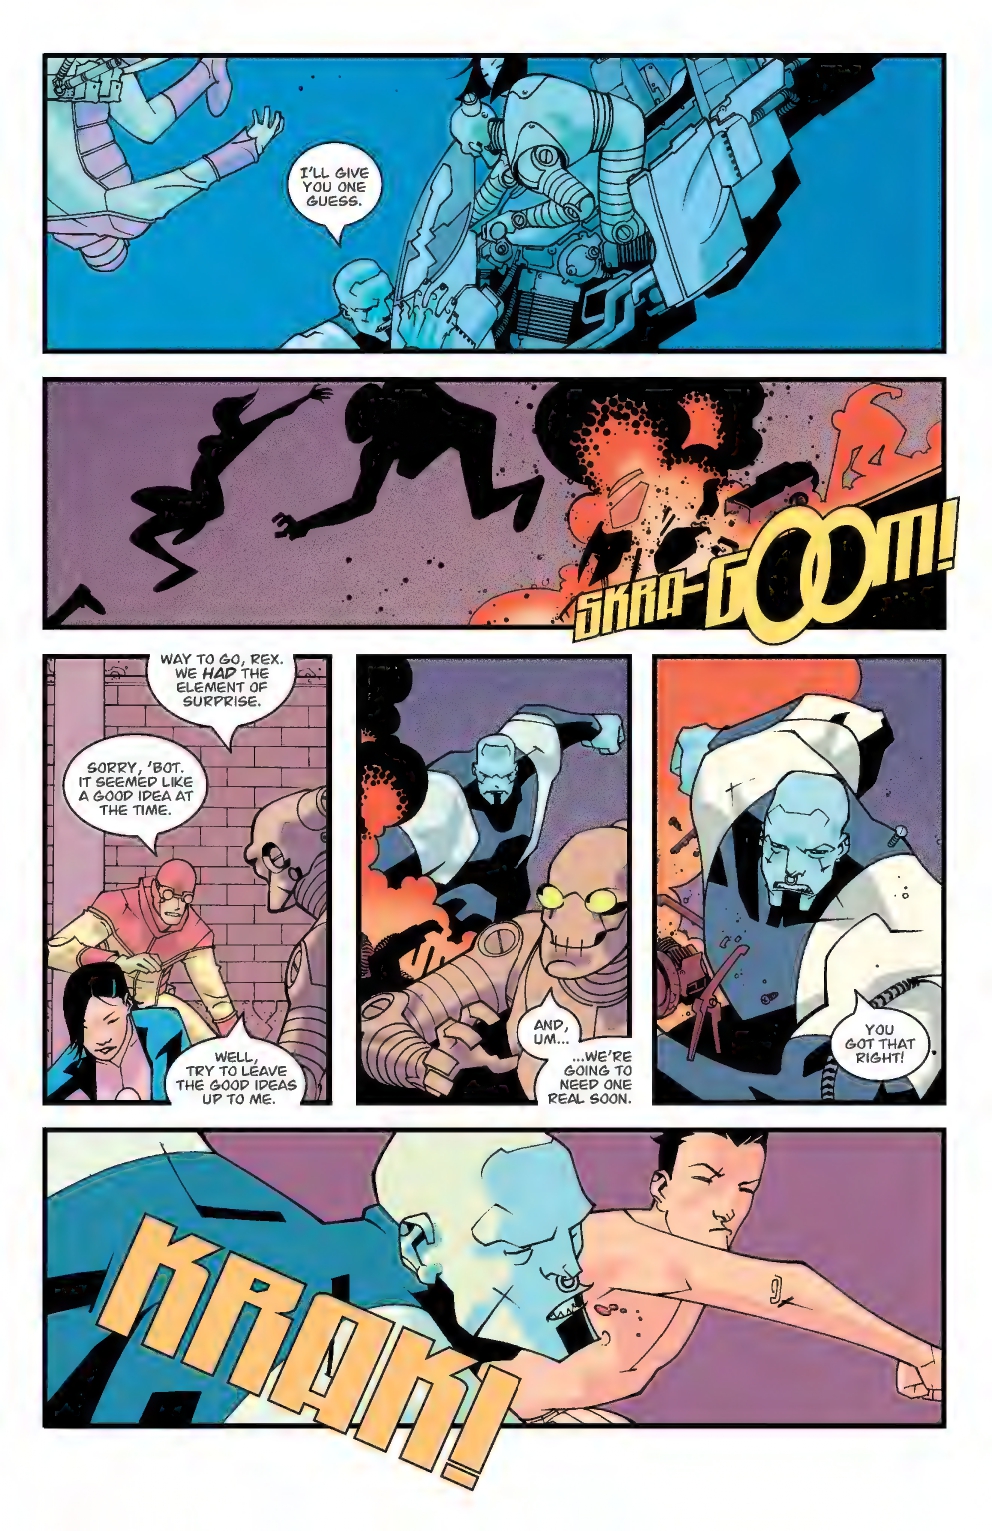 I'LL GIVE
YOU ONE
GUESS.
SKRA-GOOM!
WAY TO GO, REX.
WE HAD THE
ELEMENT OF
SURPRISE.
SORRY, 'BOT.
IT SEEMED LIKE
A GOOD IDEA AT
THE TIME.
WELL,
TRY TO LEAVE
THE GOOD IDEAS
UP TO ME.
AND,
UM...
...WE'RE
GOING TO
NEED ONE
REAL SOON.
YOU
GOT THAT
RIGHT!
KRAK!